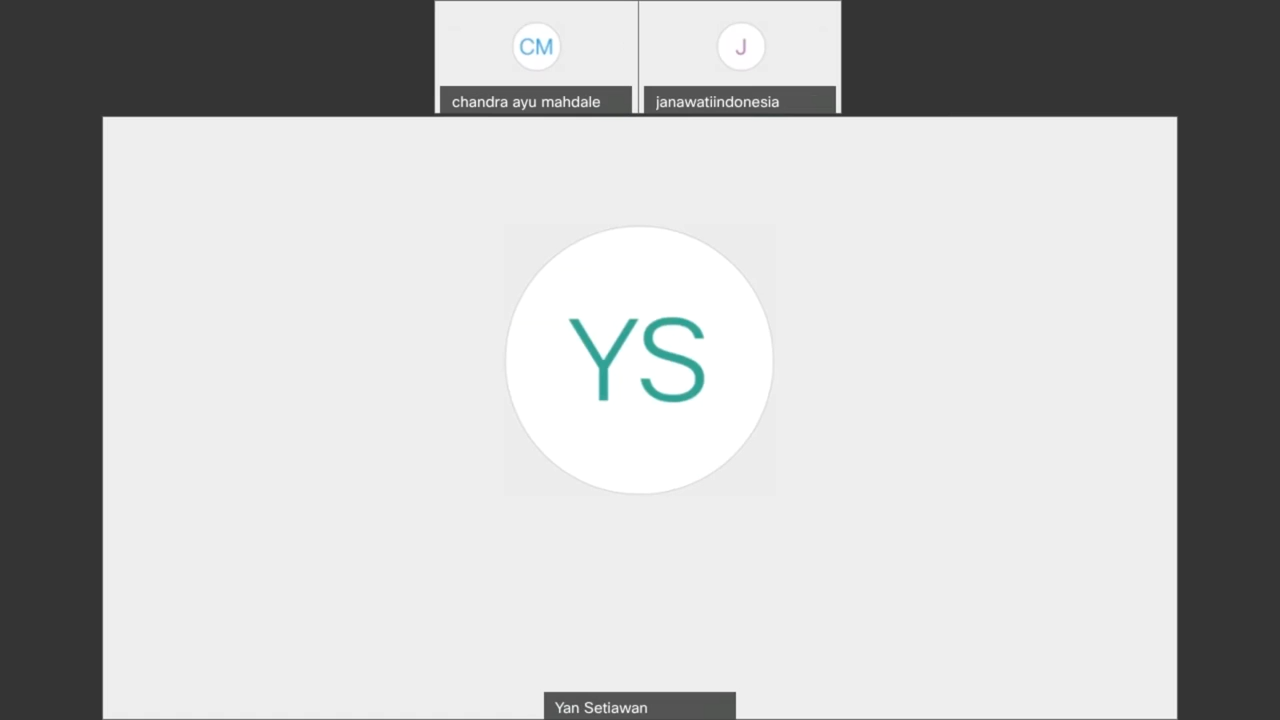 CM
chandra ayu mahdale
J
janawatiindonesia
YS
Yan Setiawan